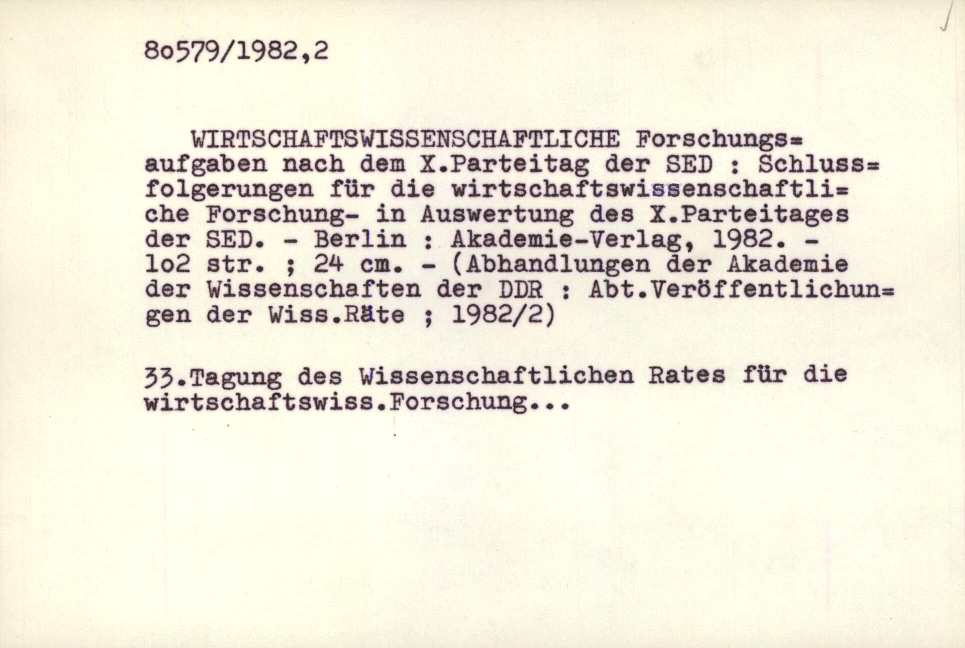 8o579/1982,2
WIRTSCHAFTSWISSENSCHAFTLICHE Forschungs=
aufgaben nach dem X.Parteitag der SED : Schluss=
folgerungen für die wirtschaftswissenschaftli=
che Forschung- in Auswertung des X.Parteitages
der SED. - Berlin : Akademie-Verlag, 1982. -
lo2 str. ; 24 cm. - (Abhandlungen der Akademie
der Wissenschaften der DDR : Abt.Veröffentlichun=
gen der Wiss.Räte ; 1982/2)
33.Tagung des Wissenschaftlichen Rates für die
wirtschaftswiss.Forschung...